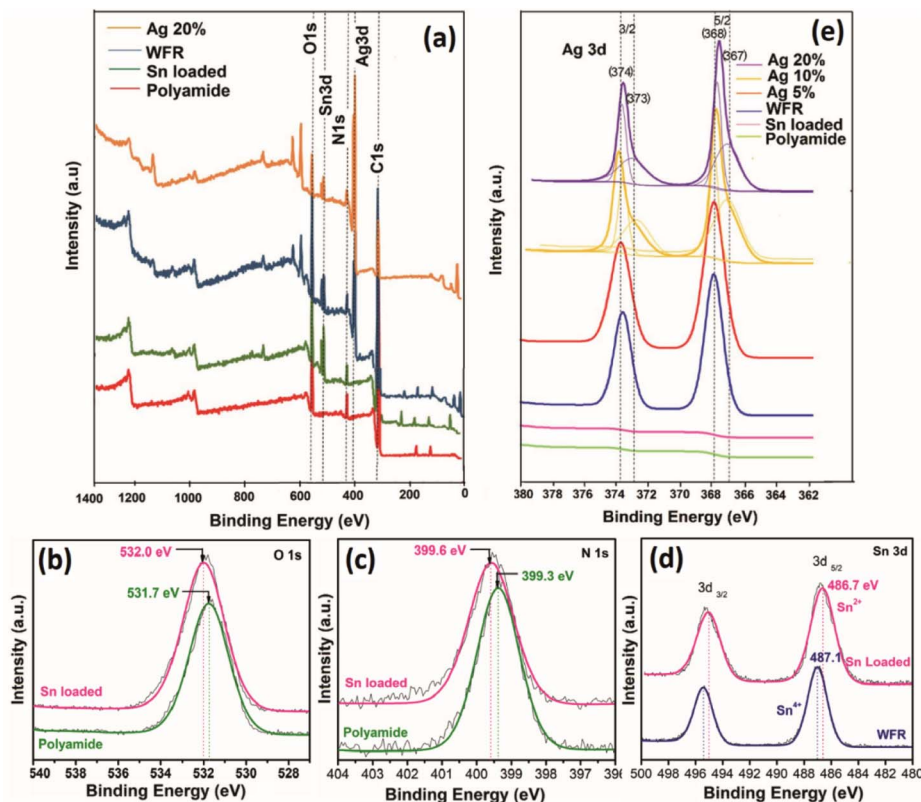 (a)
Ag 20%
WFR
Sn loaded
Polyamide
O1s
Sn3d
N1s
Ag3d
C1s
Intensity (a.u)
1400 1200 1000 800 600 400 200 0
Binding Energy (eV)
(e)
Ag 3d
3/2
(374)
(373)
5/2
(368)
(367)
Ag 20%
Ag 10%
Ag 5%
WFR
Sn loaded
Polyamide
Intensity (a.u.)
380 378 376 374 372 370 368 366 364 362
Binding Energy (eV)
(b)
O 1s
532.0 eV
531.7 eV
Sn loaded
Polyamide
Intensity (a.u.)
540 538 536 534 532 530 528
Binding Energy (eV)
(c)
N 1s
399.6 eV
399.3 eV
Sn loaded
Polyamide
Intensity (a.u.)
404 403 402 401 400 399 398 397 396
Binding Energy (eV)
(d)
Sn 3d
3d 3/2
3d 5/2
486.7 eV
Sn2+
Sn Loaded
487.1
Sn4+
WFR
Intensity (a.u.)
500 498 496 494 492 490 488 486 484 482 480
Binding Energy (eV)